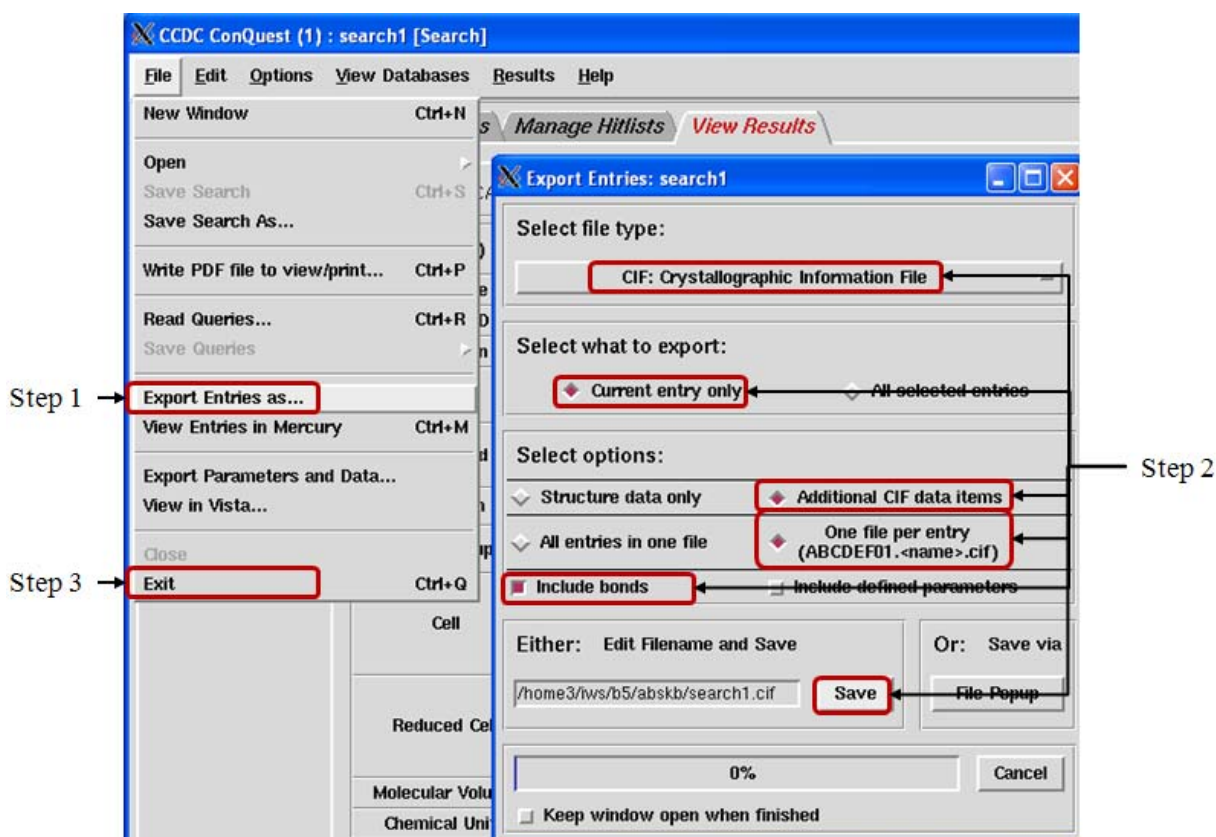 CCDC ConQuest (1) : search1 [Search]
File Edit Options View Databases Results Help
New Window Ctrl+N
s Manage Hitlists View Results
Open
Save Search Ctrl+S
Save Search As...
Write PDF file to view/print... Ctrl+P
Read Queries... Ctrl+R
Save Queries
Step 1
Export Entries as...
View Entries in Mercury Ctrl+M
Export Parameters and Data...
View in Vista...
Close
Step 3
Exit Ctrl+Q
Cell
Reduced Cel
Molecular Volu
Chemical Uni
Export Entries: search1
Select file type:
CIF: Crystallographic Information File
Select what to export:
Current entry only All selected entries
Select options:
Step 2
Structure data only Additional CIF data items
All entries in one file One file per entry
(ABCDEF01.<name>.cif)
Include bonds Include defined parameters
Either: Edit Filename and Save Or: Save via
/home3/iws/b5/abskb/search1.cif Save File Popup
0% Cancel
Keep window open when finished